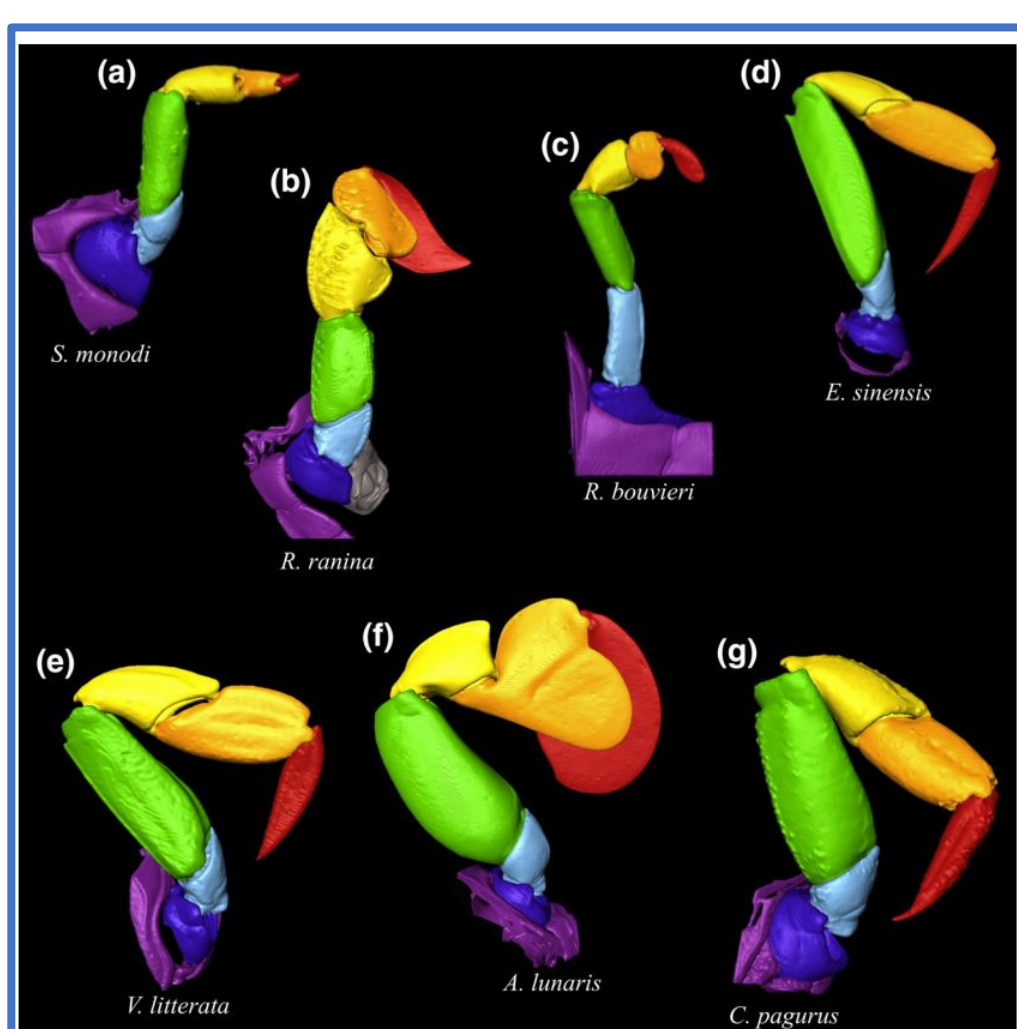 (a)
S. monodi
(b)
R. ranina
(c)
R. bouvieri
(d)
E. sinensis
(e)
V. litterata
(f)
A. lunaris
(g)
C. pagurus